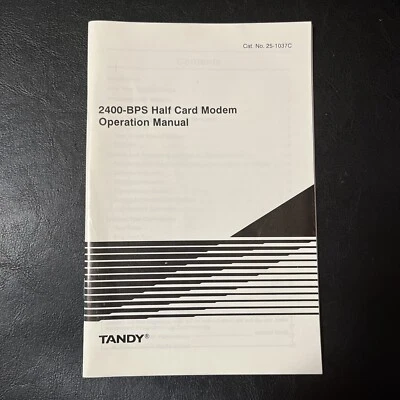 Cat. No. 25-1037C
2400-BPS Half Card Modem
Operation Manual
TANDY®